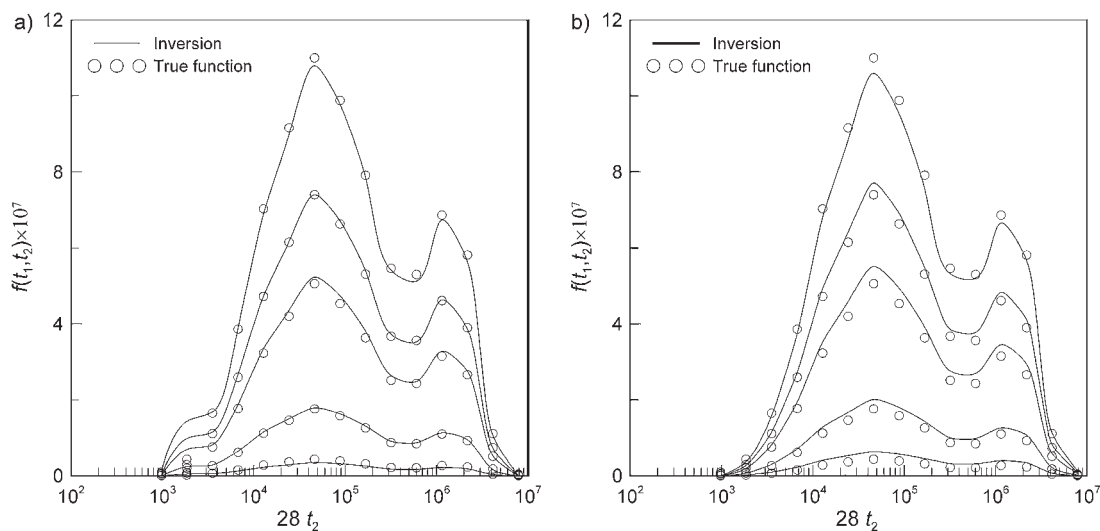 a)
12
8
4
0
f(t₁,t₂)×10⁷
Inversion
True function
10² 10³ 10⁴ 10⁵ 10⁶ 10⁷
28 t₂
b)
12
8
4
0
f(t₁,t₂)×10⁷
Inversion
True function
10² 10³ 10⁴ 10⁵ 10⁶ 10⁷
28 t₂